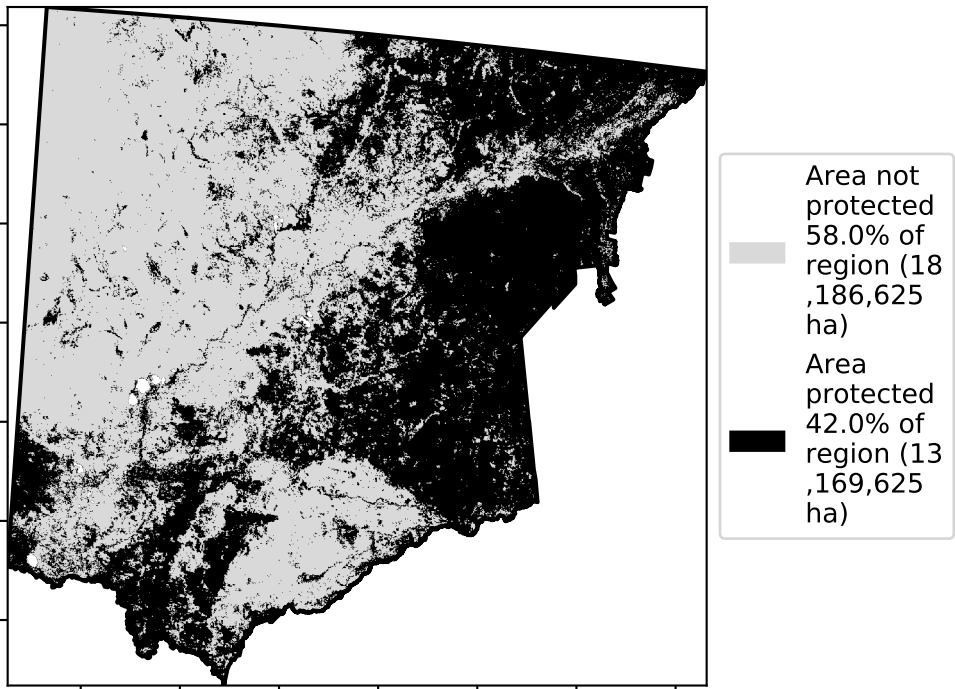 Area not
protected
58.0% of
region (18
,186,625
ha)
Area
protected
42.0% of
region (13
,169,625
ha)